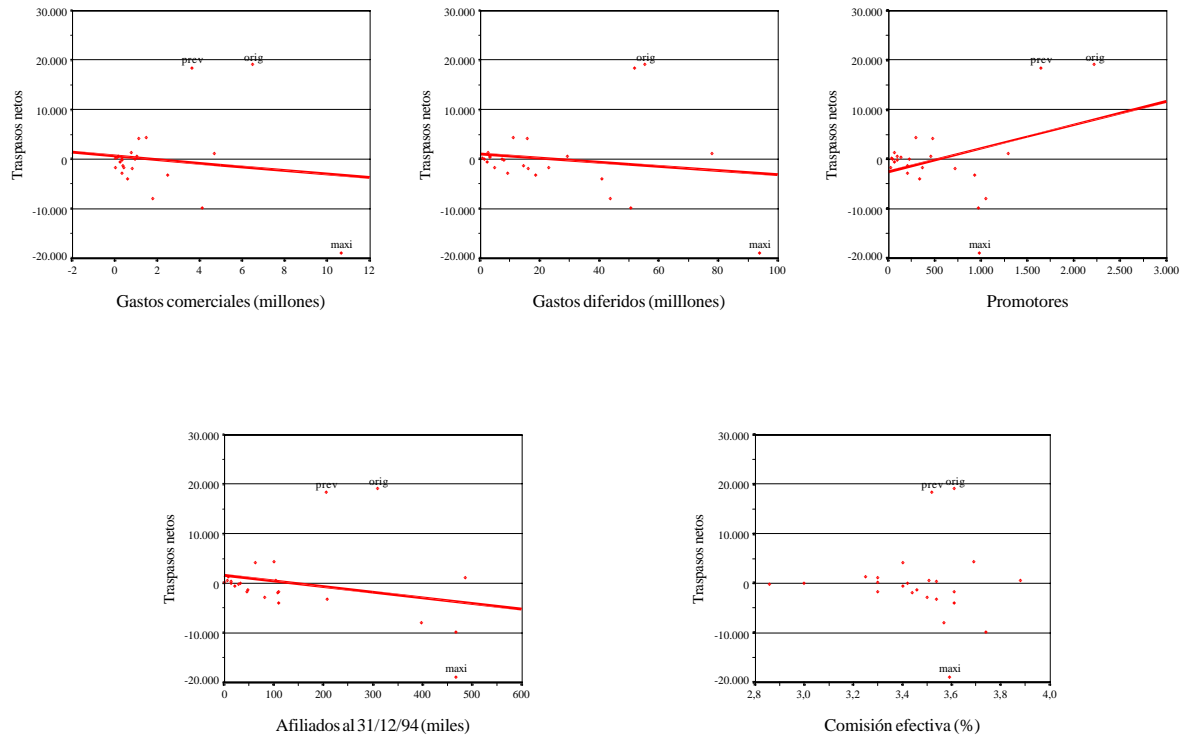 30.000
20.000
10.000
0
-10.000
-20.000
Traspasos netos
prev
orig
maxi
-2
0
2
4
6
8
10
12
Gastos comerciales (millones)
30.000
20.000
10.000
0
-10.000
-20.000
Traspasos netos
orig
maxi
0
20
40
60
80
100
Gastos diferidos (milllones)
30.000
20.000
10.000
0
-10.000
-20.000
Traspasos netos
prev
orig
maxi
0
500
1.000
1.500
2.000
2.500
3.000
Promotores
30.000
20.000
10.000
0
-10.000
-20.000
Traspasos netos
prev
orig
maxi
0
100
200
300
400
500
600
Afiliados al 31/12/94 (miles)
30.000
20.000
10.000
0
-10.000
-20.000
Traspasos netos
prev
orig
maxi
2,8
3,0
3,2
3,4
3,6
3,8
4,0
Comisión efectiva (%)